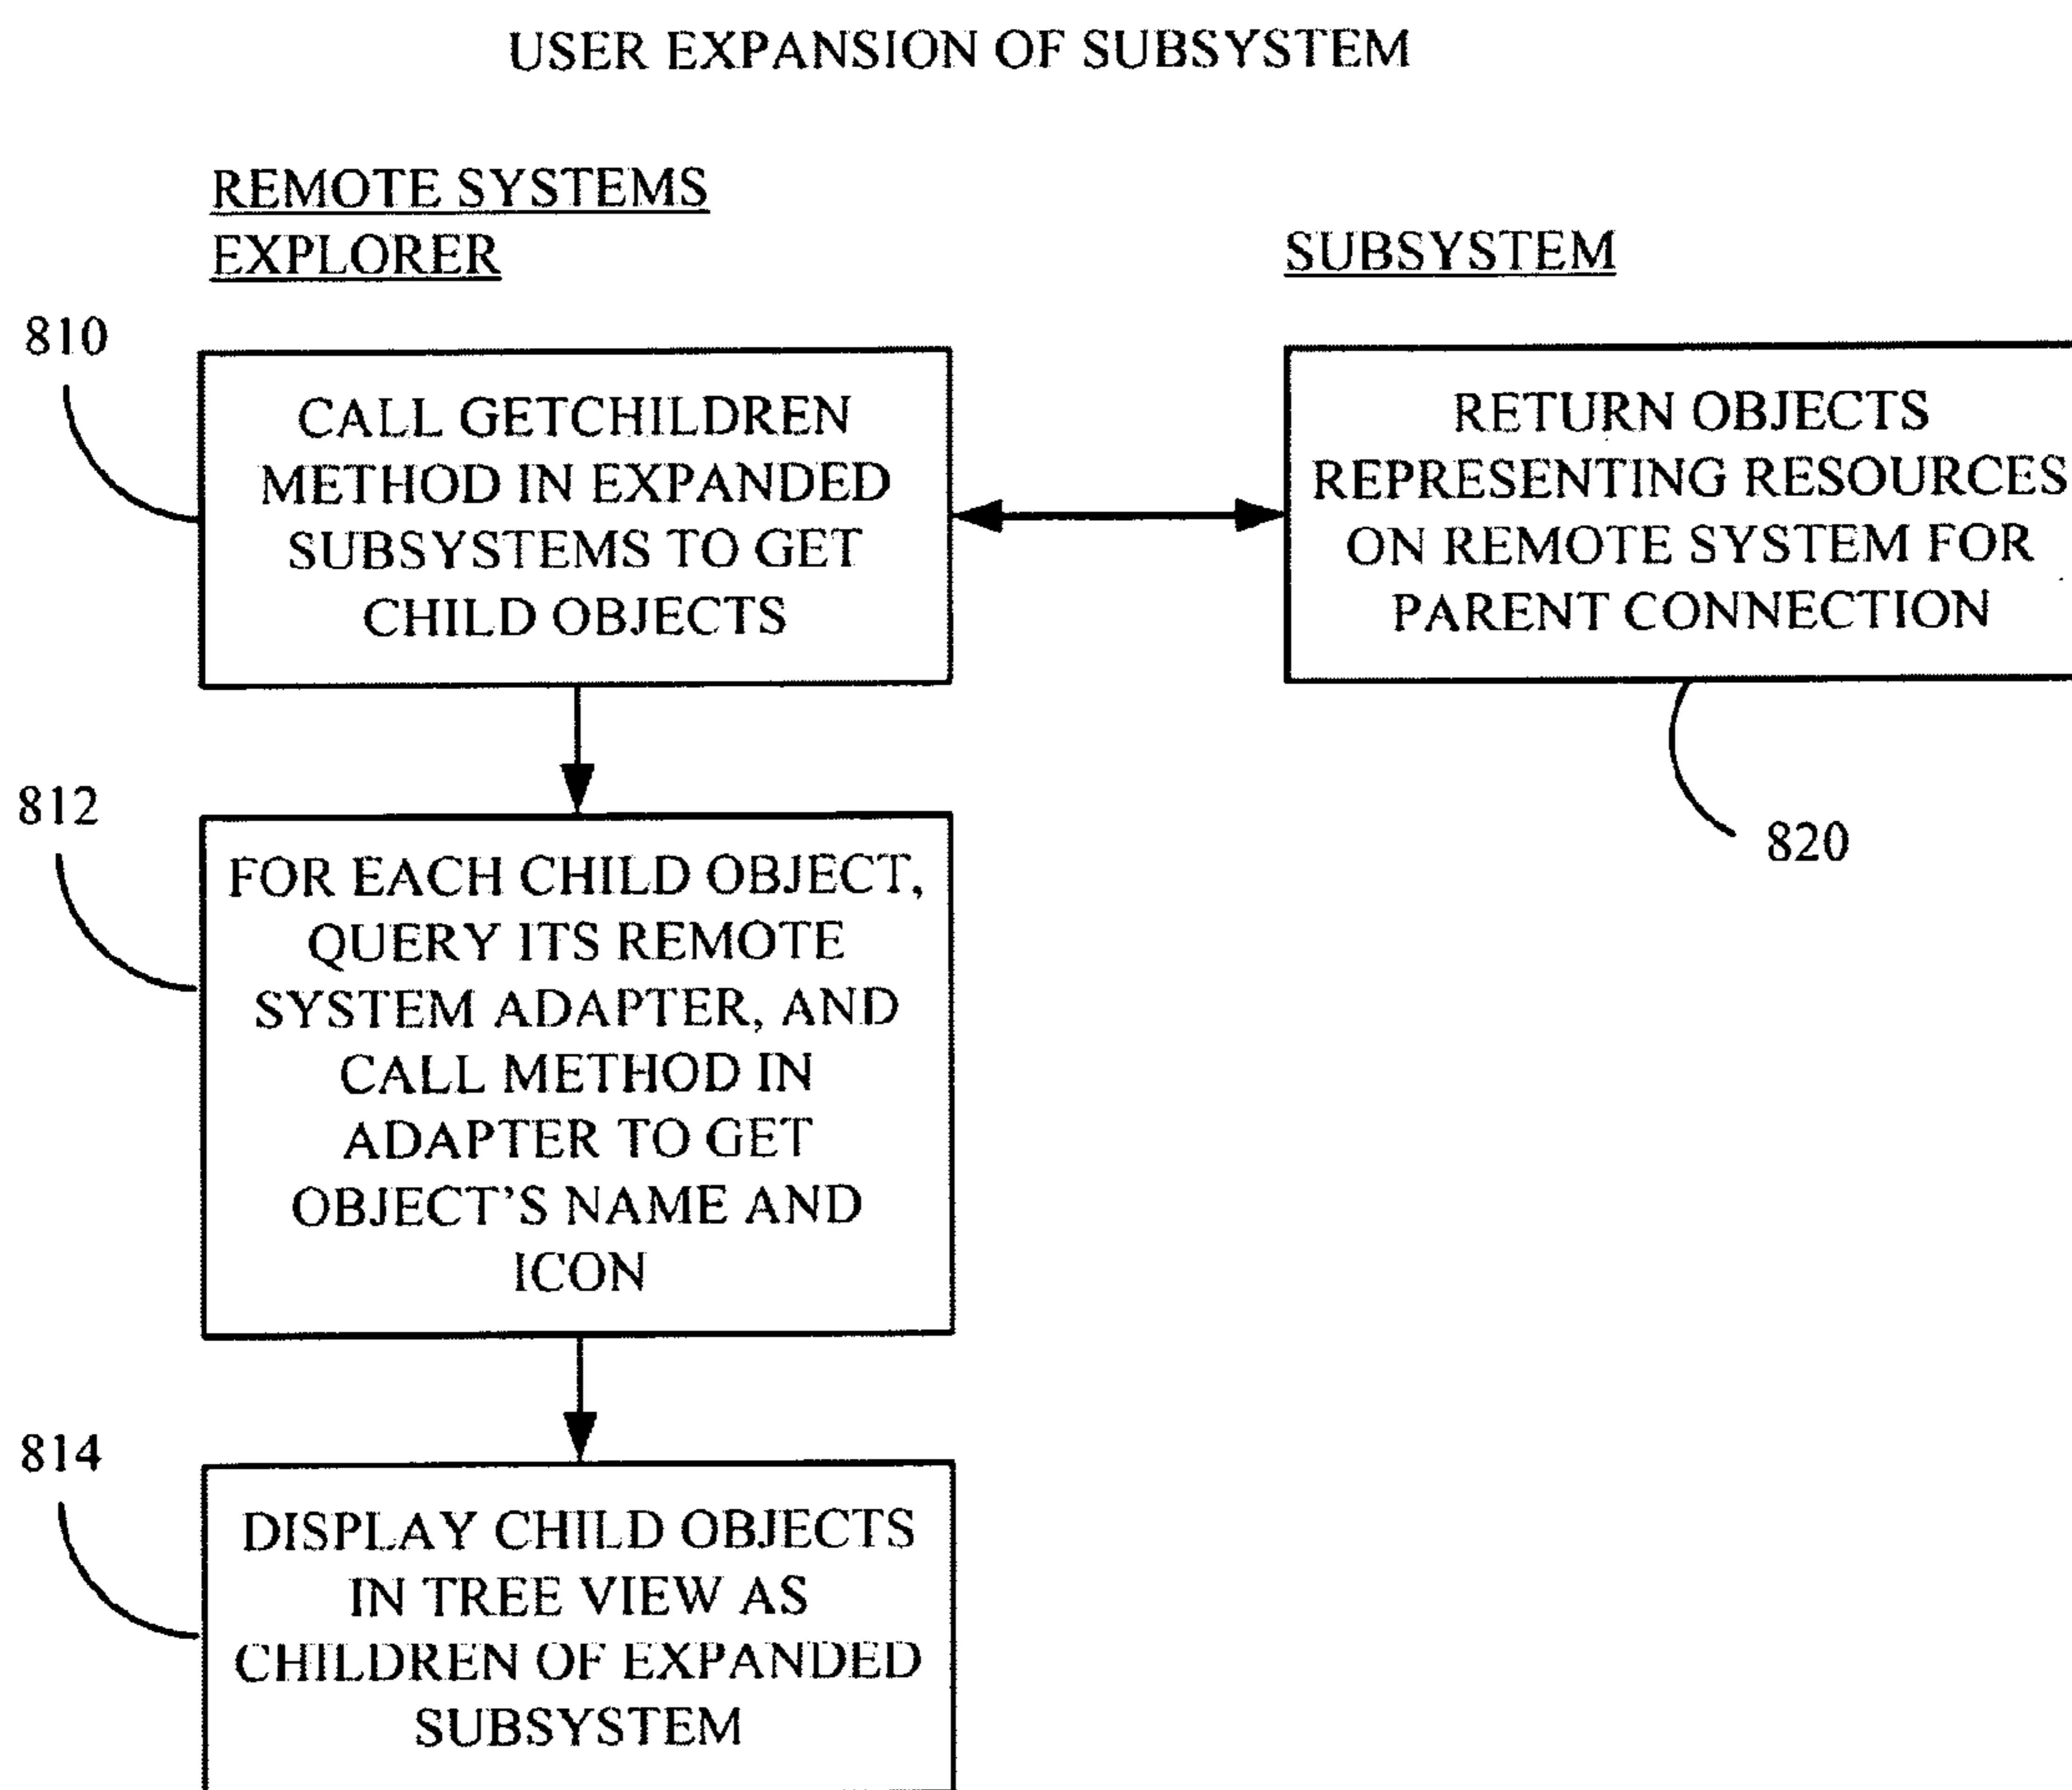 USER EXPANSION OF SUBSYSTEM
REMOTE SYSTEMS
EXPLORER
SUBSYSTEM
810
CALL GETCHILDREN
METHOD IN EXPANDED
SUBSYSTEMS TO GET
CHILD OBJECTS
RETURN OBJECTS
REPRESENTING RESOURCES
ON REMOTE SYSTEM FOR
PARENT CONNECTION
820
812
FOR EACH CHILD OBJECT,
QUERY ITS REMOTE
SYSTEM ADAPTER, AND
CALL METHOD IN
ADAPTER TO GET
OBJECT'S NAME AND
ICON
814
DISPLAY CHILD OBJECTS
IN TREE VIEW AS
CHILDREN OF EXPANDED
SUBSYSTEM